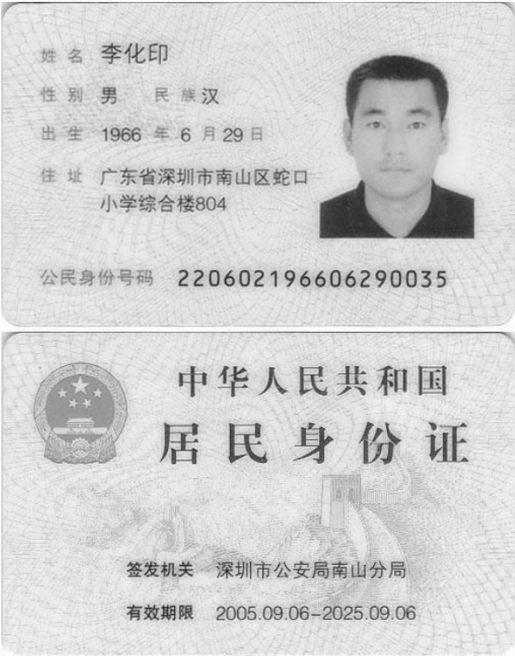 姓名 李化印
性别 男 民族 汉
出生 1966 年 6 月 29 日
住址 广东省深圳市南山区蛇口
小学综合楼804
公民身份号码 220602196606290035
中华人民共和国
居民身份证
签发机关 深圳市公安局南山分局
有效期限 2005.09.06-2025.09.06